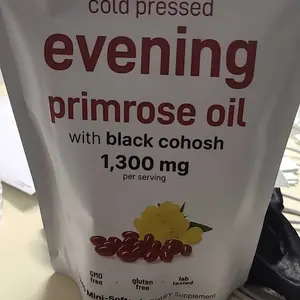 cold pressed
evening
primrose oil
with black cohosh
1,300 mg
per serving
GMO free · gluten free · lab tested
Supplement